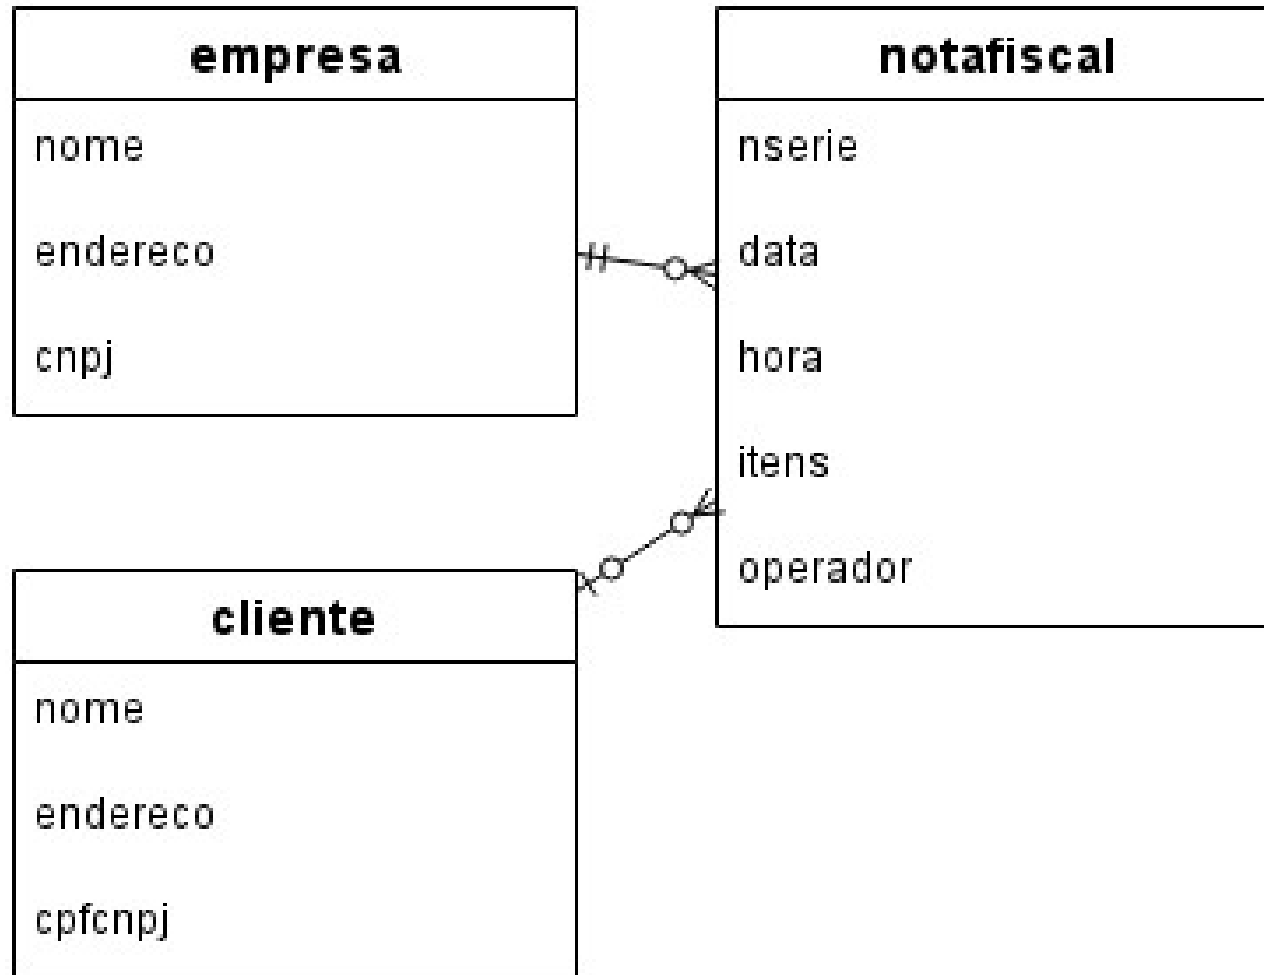 empresa
nome
endereco
cnpj
notafiscal
nserie
data
hora
itens
operador
cliente
nome
endereco
cpfcnpj